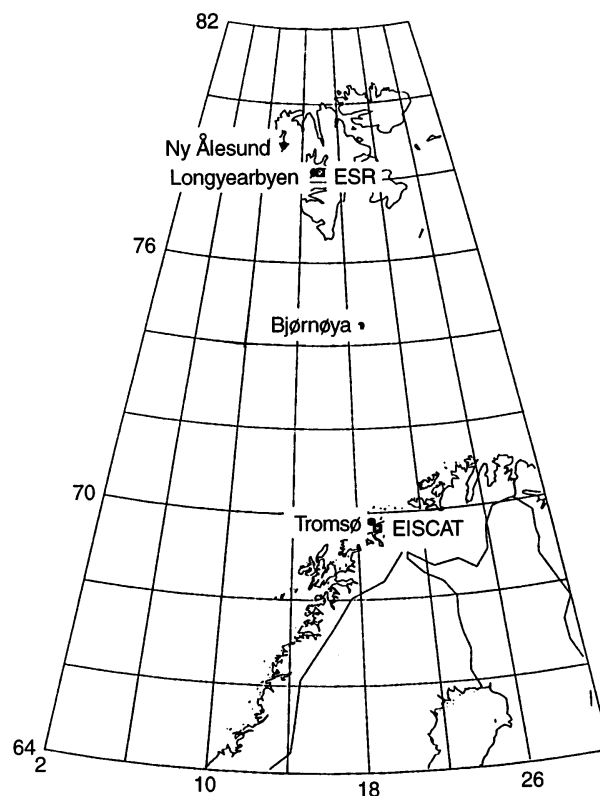 82
Ny Ålesund
Longyearbyen ESR
76
Bjørnøya
70
Tromsø EISCAT
64
2
10
18
26